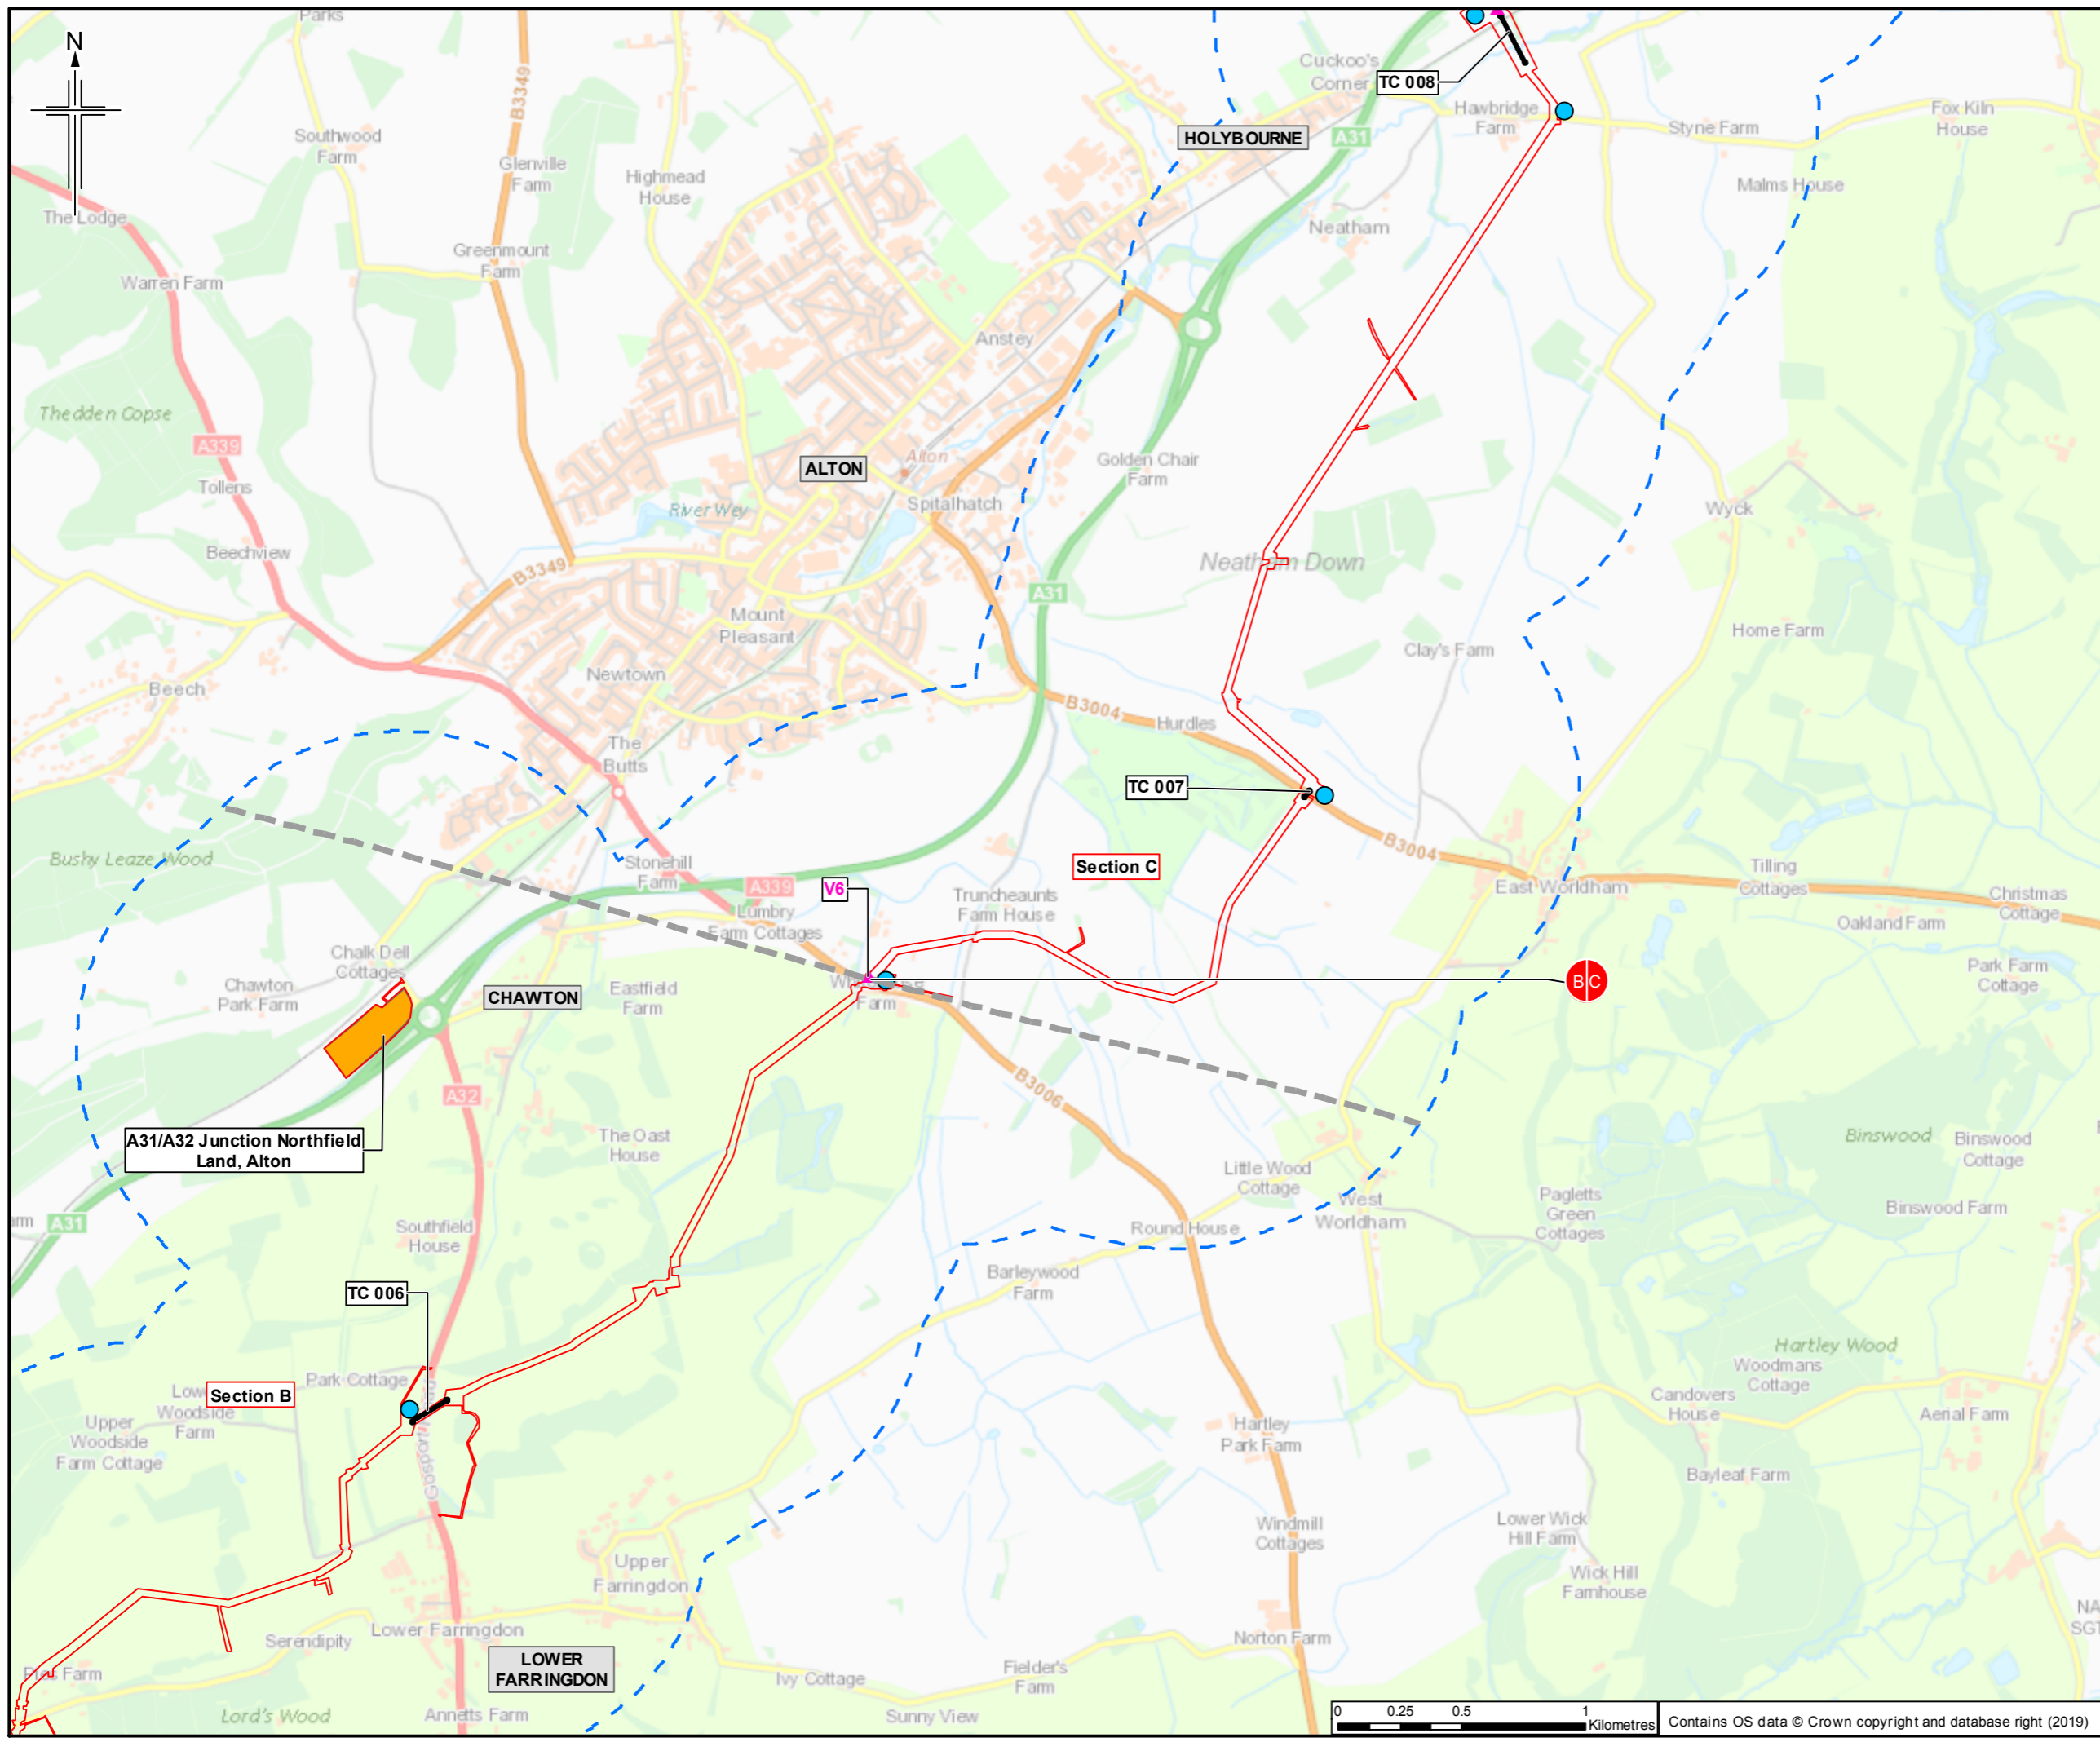 Parks
N
Cuckoo's
Corner
TC 008
B3349
Hawbridge
Farm
Fox Kiln
House
Styne Farm
Southwood
Farm
HOLYBOURNE
A31
Glenville
Farm
Highmead
House
Malms House
The Lodge
Neatham
Greenmount
Farm
Warren Farm
Anstey
Thedden Copse
A339
Golden Chair
Farm
ALTON
Alton
Tollens
Spitalhatch
River Wey
Wyck
Beechview
Neatham Down
B3349
A31
Mount
Pleasant
Home Farm
Clay's Farm
Newtown
Beech
B3004
Hurdles
The
Butts
TC 007
B3004
Bushy Leaze Wood
Stonehill
Farm
Section C
Tilling
Cottages
A339
V6
East Worldham
Truncheaunts
Farm House
Christmas
Cottage
Lumbry
Farm Cottages
Oakland Farm
Chalk Dell
Cottages
Park Farm
Cottage
Chawton
Park Farm
CHAWTON
Eastfield
Farm
Farm
B C
A32
B3006
A31/A32 Junction Northfield
Land, Alton
The Oast
House
Binswood
Binswood
Cottage
Little Wood
Cottage
West
Worldham
Pagletts
Green
Cottages
Binswood Farm
A31
Southfield
House
Round House
Barleywood
Farm
TC 006
Hartley Wood
Woodmans
Cottage
Park Cottage
Section B
Woodside
Farm
Candovers
House
Aerial Farm
Upper
Woodside
Farm Cottage
Hartley
Park Farm
Gosport
Bayleaf Farm
Windmill
Cottages
Lower Wick
Hill Farm
Upper
Farringdon
Wick Hill
Farmhouse
Lower Farringdon
Serendipity
Norton Farm
LOWER
FARRINGDON
Farm
Ivy Cottage
Fielder's
Farm
Lord's Wood
Annetts Farm
Sunny View
0 0.25 0.5 1
Kilometres
Contains OS data © Crown copyright and database right (2019)